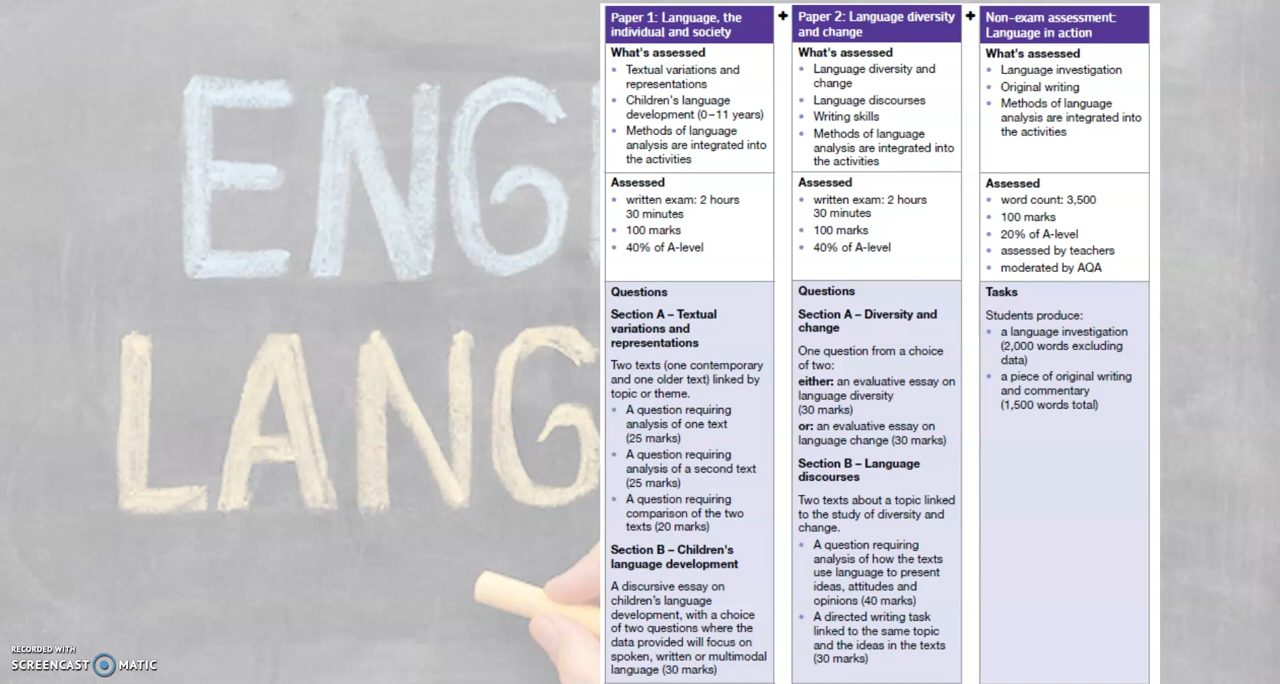 ENG
LANG
RECORDED WITH
SCREENCAST MATIC
Paper 1: Language, the
individual and society
What's assessed
• Textual variations and
representations
• Children's language
development (0–11 years)
• Methods of language
analysis are integrated into
the activities
Assessed
• written exam: 2 hours
30 minutes
• 100 marks
• 40% of A-level
Questions
Section A – Textual
variations and
representations
Two texts (one contemporary
and one older text) linked by
topic or theme.
• A question requiring
analysis of one text
(25 marks)
• A question requiring
analysis of a second text
(25 marks)
• A question requiring
comparison of the two
texts (20 marks)
Section B – Children's
language development
A discursive essay on
children's language
development, with a choice
of two questions where the
data provided will focus on
spoken, written or multimodal
language (30 marks)
+
Paper 2: Language diversity
and change
What's assessed
• Language diversity and
change
• Language discourses
• Writing skills
• Methods of language
analysis are integrated into
the activities
Assessed
• written exam: 2 hours
30 minutes
• 100 marks
• 40% of A-level
Questions
Section A – Diversity and
change
One question from a choice
of two:
either: an evaluative essay on
language diversity
(30 marks)
or: an evaluative essay on
language change (30 marks)
Section B – Language
discourses
Two texts about a topic linked
to the study of diversity and
change.
• A question requiring
analysis of how the texts
use language to present
ideas, attitudes and
opinions (40 marks)
• A directed writing task
linked to the same topic
and the ideas in the texts
(30 marks)
+
Non-exam assessment:
Language in action
What's assessed
• Language investigation
• Original writing
• Methods of language
analysis are integrated into
the activities
Assessed
• word count: 3,500
• 100 marks
• 20% of A-level
• assessed by teachers
• moderated by AQA
Tasks
Students produce:
• a language investigation
(2,000 words excluding
data)
• a piece of original writing
and commentary
(1,500 words total)